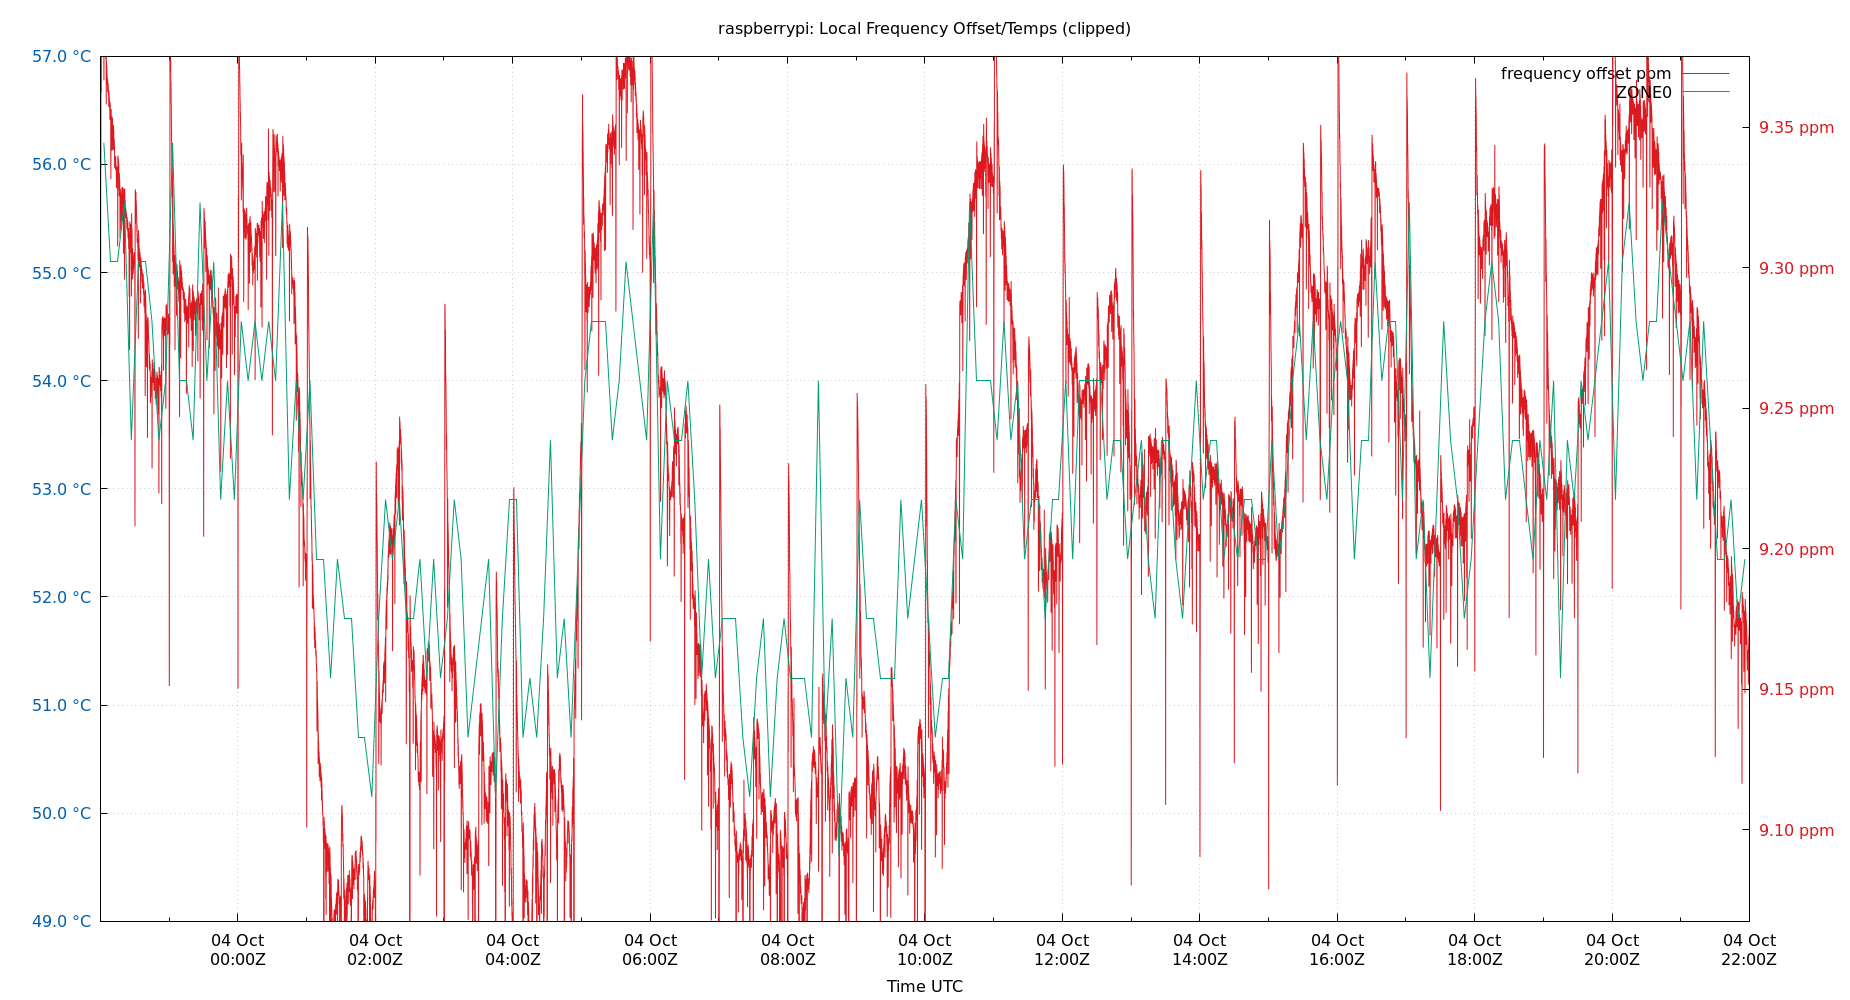 raspberrypi: Local Frequency Offset/Temps (clipped)
57.0 °C
56.0 °C
55.0 °C
54.0 °C
53.0 °C
52.0 °C
51.0 °C
50.0 °C
49.0 °C
frequency offset ppm
ZONE0
9.35 ppm
9.30 ppm
9.25 ppm
9.20 ppm
9.15 ppm
9.10 ppm
04 Oct 04 Oct 04 Oct 04 Oct 04 Oct 04 Oct 04 Oct 04 Oct 04 Oct 04 Oct 04 Oct 04 Oct
00:00Z 02:00Z 04:00Z 06:00Z 08:00Z 10:00Z 12:00Z 14:00Z 16:00Z 18:00Z 20:00Z 22:00Z
Time UTC